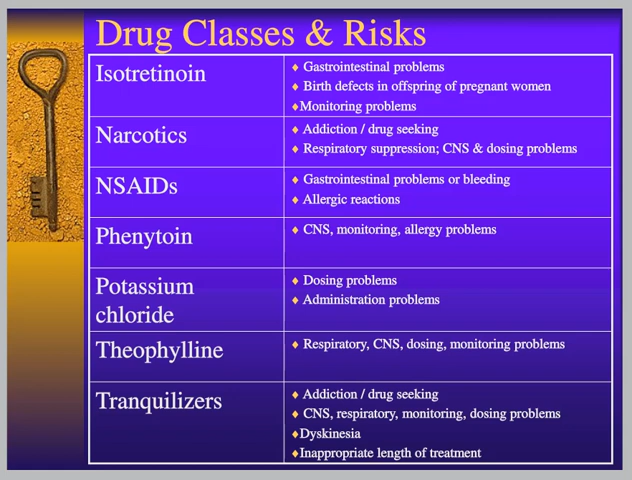 Drug Classes & Risks
Isotretinoin
♦ Gastrointestinal problems
♦ Birth defects in offspring of pregnant women
♦Monitoring problems
Narcotics
♦ Addiction / drug seeking
♦ Respiratory suppression; CNS & dosing problems
NSAIDs
♦ Gastrointestinal problems or bleeding
♦ Allergic reactions
Phenytoin
♦ CNS, monitoring, allergy problems
Potassium
chloride
♦ Dosing problems
♦ Administration problems
Theophylline
♦ Respiratory, CNS, dosing, monitoring problems
Tranquilizers
♦ Addiction / drug seeking
♦ CNS, respiratory, monitoring, dosing problems
♦Dyskinesia
♦Inappropriate length of treatment